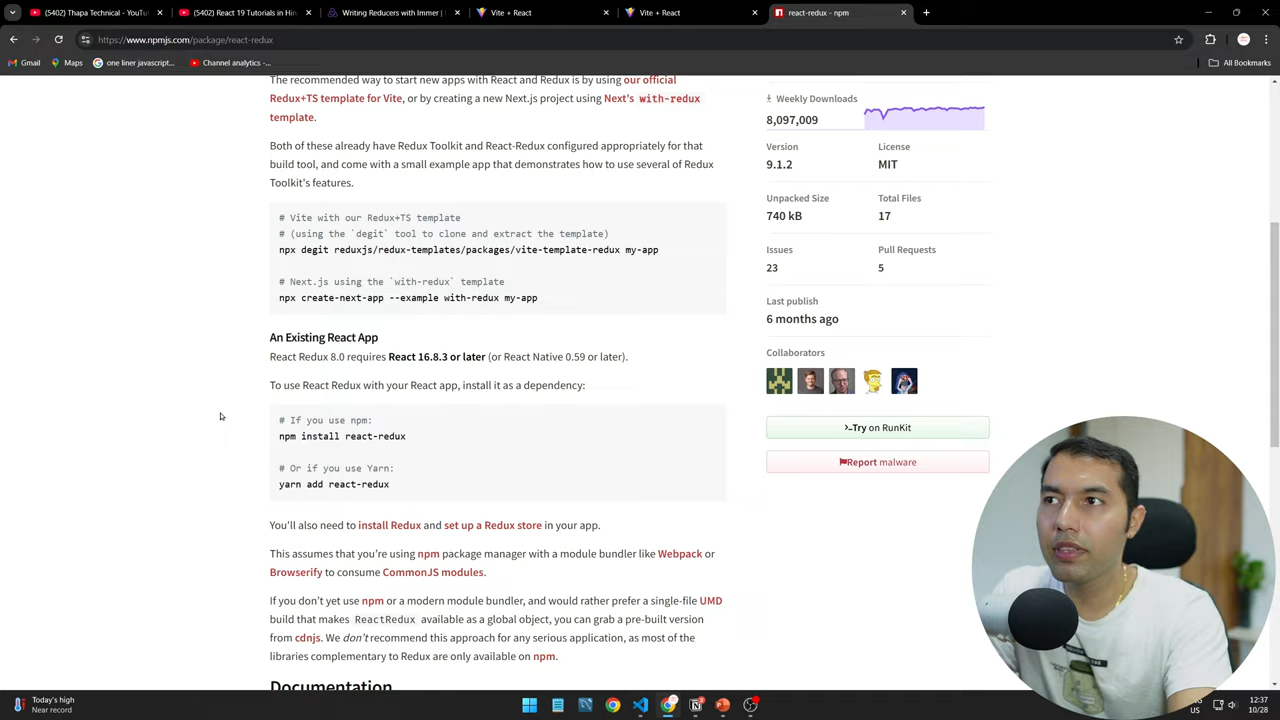 (5402) Thapa Technical - YouTu
(5402) React 19 Tutorials in Hin
Writing Reducers with Immer |
Vite + React
Vite + React
react-redux - npm
https://www.npmjs.com/package/react-redux
Gmail
Maps
one liner javascript...
Channel analytics -...
All Bookmarks
The recommended way to start new apps with React and Redux is by using our official
Redux+TS template for Vite, or by creating a new Next.js project using Next's with-redux
template.
Both of these already have Redux Toolkit and React-Redux configured appropriately for that
build tool, and come with a small example app that demonstrates how to use several of Redux
Toolkit's features.
# Vite with our Redux+TS template
# (using the `degit` tool to clone and extract the template)
npx degit reduxjs/redux-templates/packages/vite-template-redux my-app
# Next.js using the `with-redux` template
npx create-next-app --example with-redux my-app
An Existing React App
React Redux 8.0 requires React 16.8.3 or later (or React Native 0.59 or later).
To use React Redux with your React app, install it as a dependency:
# If you use npm:
npm install react-redux
# Or if you use Yarn:
yarn add react-redux
You'll also need to install Redux and set up a Redux store in your app.
This assumes that you're using npm package manager with a module bundler like Webpack or
Browserify to consume CommonJS modules.
If you don't yet use npm or a modern module bundler, and would rather prefer a single-file UMD
build that makes ReactRedux available as a global object, you can grab a pre-built version
from cdnjs. We don't recommend this approach for any serious application, as most of the
libraries complementary to Redux are only available on npm.
Documentation
Weekly Downloads
8,097,009
Version
License
9.1.2
MIT
Unpacked Size
Total Files
740 kB
17
Issues
Pull Requests
23
5
Last publish
6 months ago
Collaborators
Try on RunKit
Report malware
Today's high
Near record
12:37
10/28